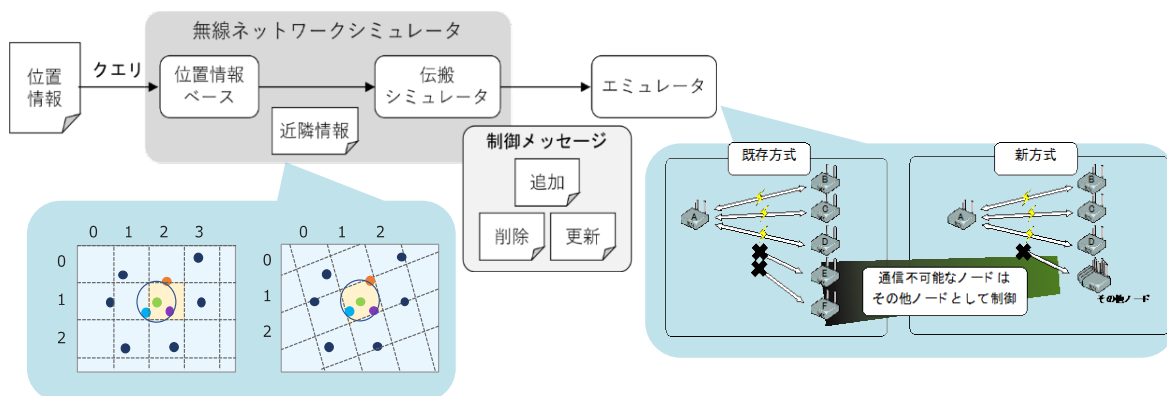 無線ネットワークシミュレータ
位置
情報
クエリ
位置情報
ベース
近隣情報
伝搬
シミュレータ
エミュレータ
制御メッセージ
追加
削除
更新
0 1 2 3
0
1
2
0 1 2
0
1
2
既存方式
A
B
C
D
E
F
新方式
A
B
C
D
その他ノード
通信不可能なノードは
その他ノードとして制御